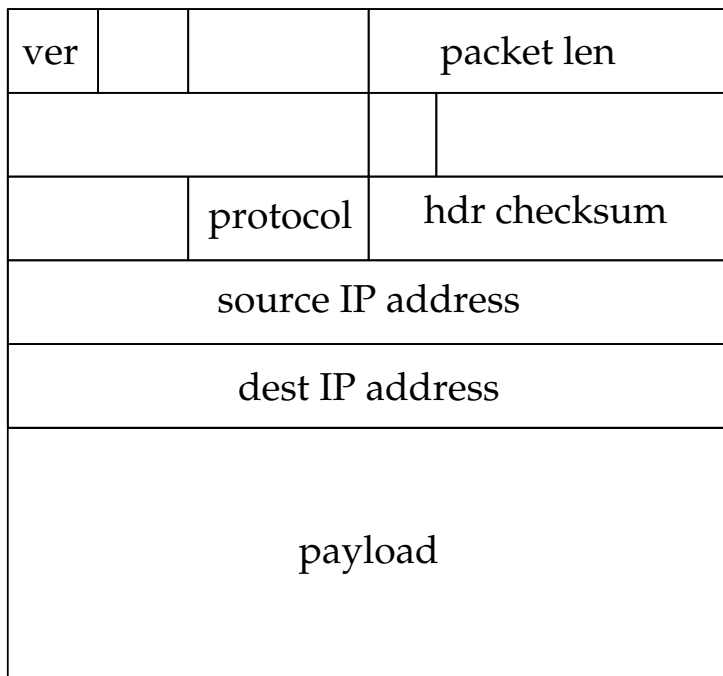 ver
packet len
protocol
hdr checksum
source IP address
dest IP address
payload